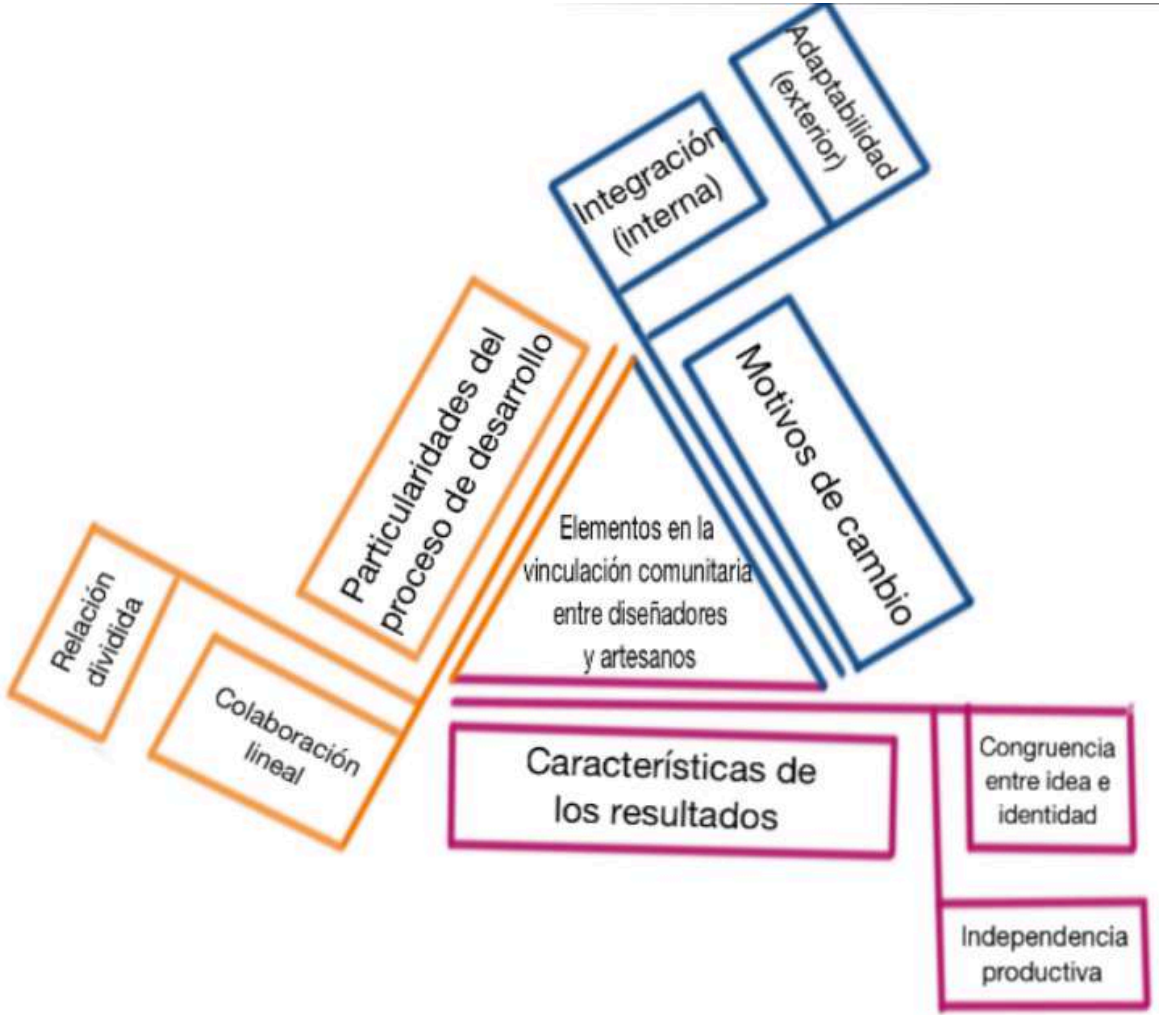 Adaptabilidad
(exterior)
Integración
(interna)
Motivos de cambio
Particularidades del
proceso de desarrollo
Elementos en la
vinculación comunitaria
entre diseñadores
y artesanos
Relación
dividida
Colaboración
lineal
Características de
los resultados
Congruencia
entre idea e
identidad
Independencia
productiva